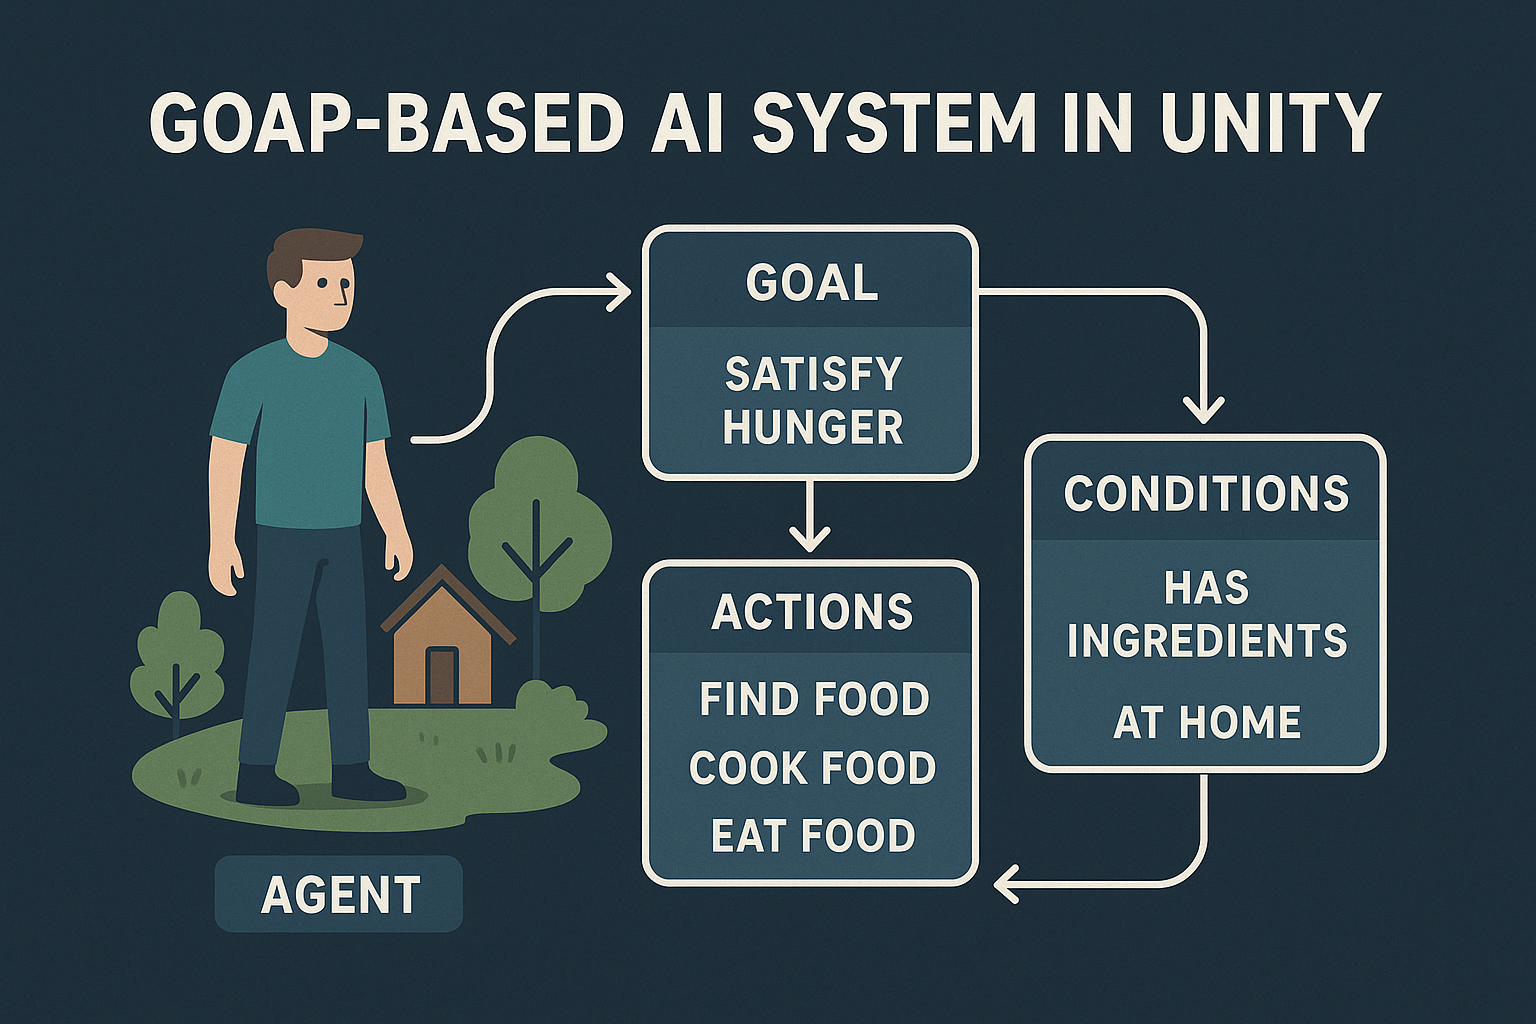 GOAP-BASED AI SYSTEM IN UNITY
GOAL
SATISFY
HUNGER
CONDITIONS
HAS
INGREDIENTS
AT HOME
ACTIONS
FIND FOOD
COOK FOOD
EAT FOOD
AGENT